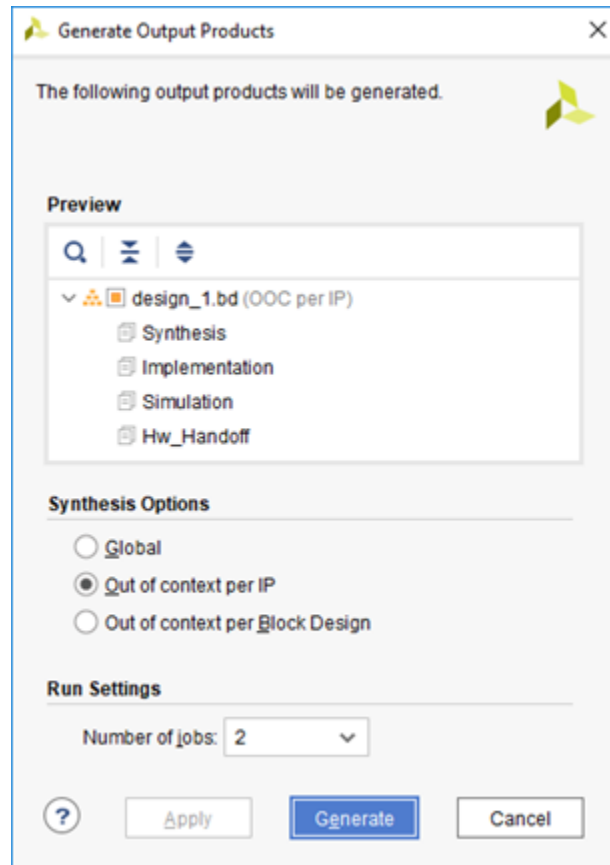 Generate Output Products
The following output products will be generated.
Preview
design_1.bd (OOC per IP)
Synthesis
Implementation
Simulation
Hw_Handoff
Synthesis Options
Global
Out of context per IP
Out of context per Block Design
Run Settings
Number of jobs: 2
? Apply Generate Cancel